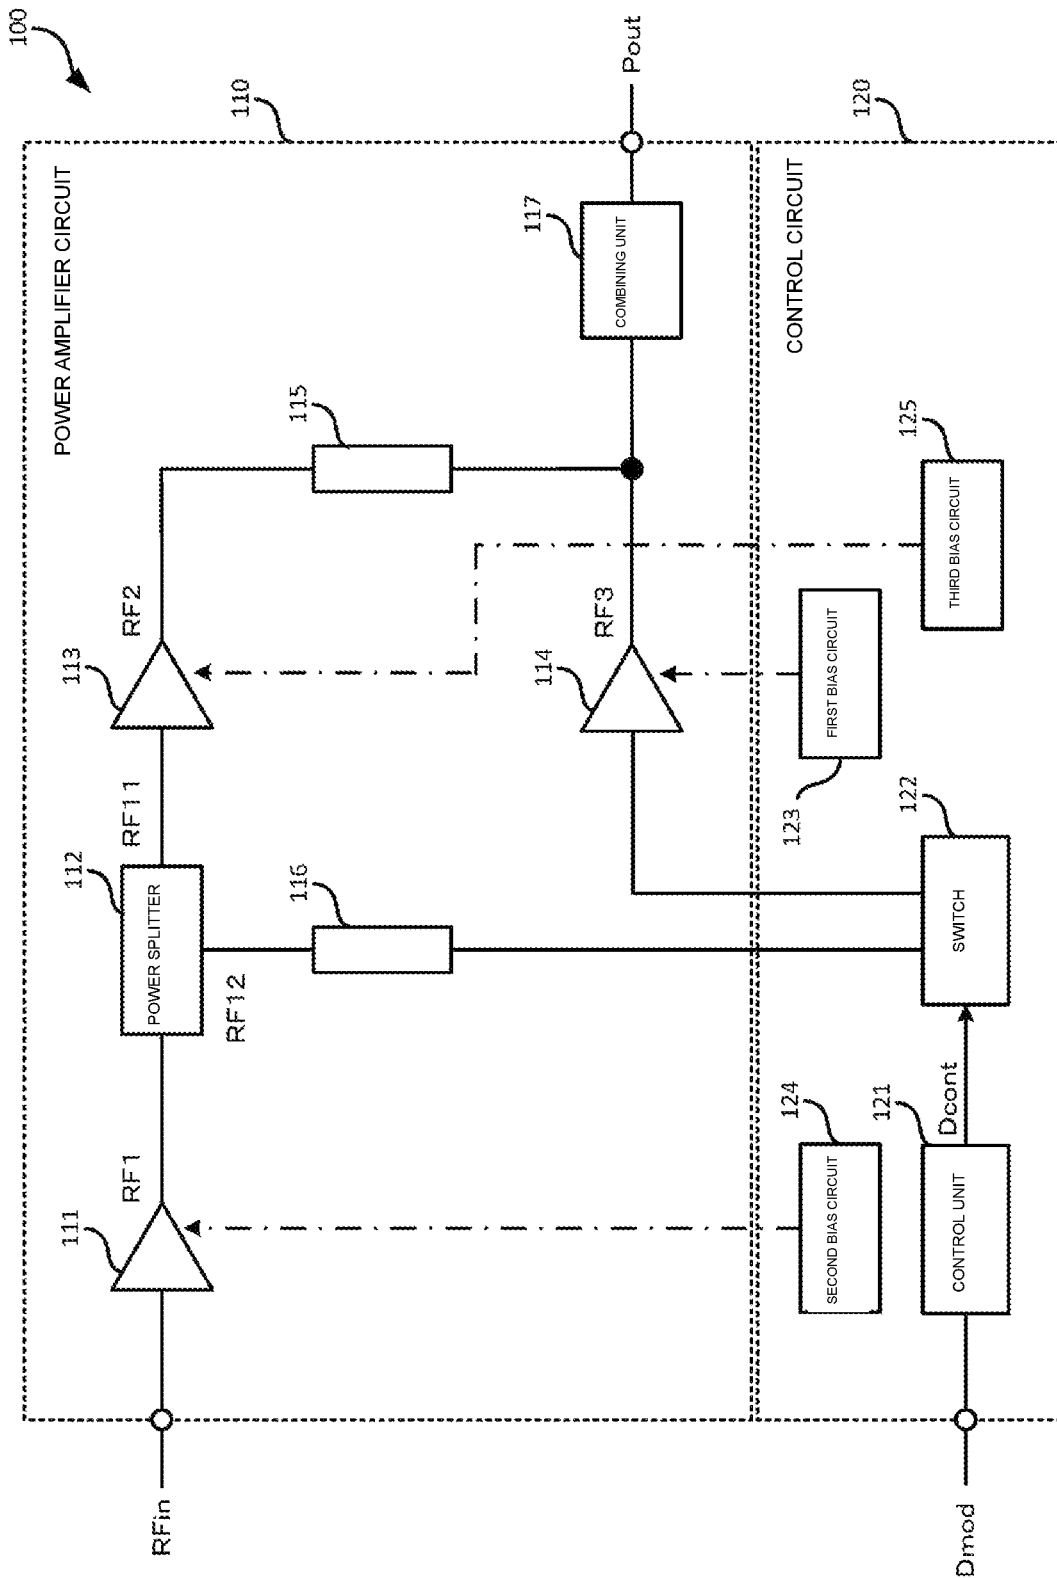 100
110
POWER AMPLIFIER CIRCUIT
RFin
111
RF1
112
POWER SPLITTER
RF11
113
RF2
RF12
116
115
114
RF3
117
COMBINING UNIT
Pout
120
CONTROL CIRCUIT
124
SECOND BIAS CIRCUIT
123
FIRST BIAS CIRCUIT
125
THIRD BIAS CIRCUIT
Dmod
121
CONTROL UNIT
Dcont
122
SWITCH